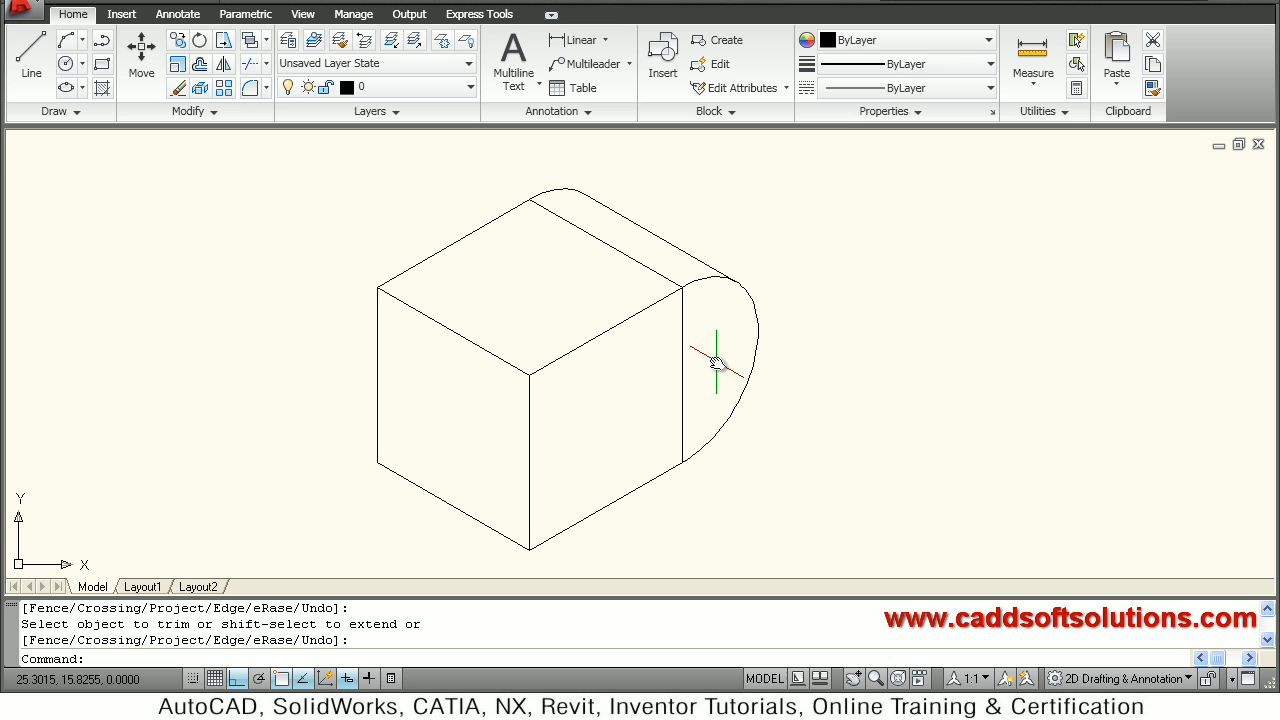 Home Insert Annotate Parametric View Manage Output Express Tools
Line Move Unsaved Layer State 0 Multiline Text Linear Multileader Table Insert Create Edit Edit Attributes ByLayer ByLayer ByLayer Measure Paste
Draw Modify Layers Annotation Block Properties Utilities Clipboard
Y
X
Model Layout1 Layout2
[Fence/Crossing/Project/Edge/eRase/Undo]:
Select object to trim or shift-select to extend or
[Fence/Crossing/Project/Edge/eRase/Undo]:
www.caddsoftsolutions.com
Command:
25.3015, 15.8255, 0.0000 MODEL 1:1 2D Drafting & Annotation
AutoCAD, SolidWorks, CATIA, NX, Revit, Inventor Tutorials, Online Training & Certification